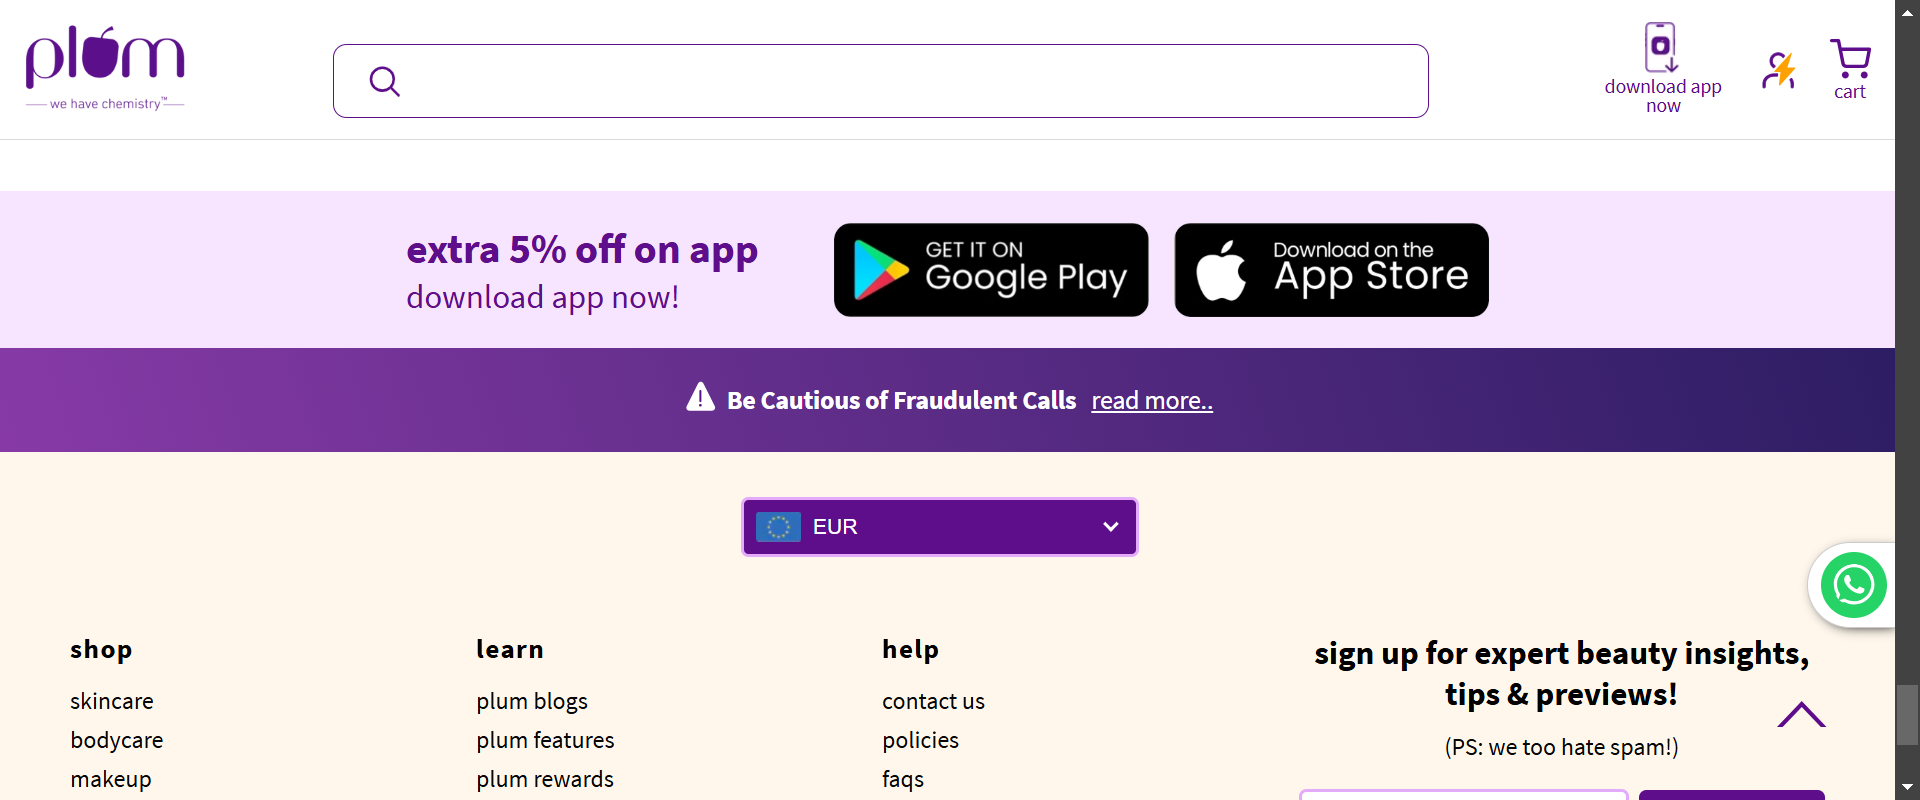 plum
we have chemistry™
download app
now
cart
extra 5% off on app
download app now!
GET IT ON
Google Play
Download on the
App Store
Be Cautious of Fraudulent Calls read more..
EUR
shop
skincare
bodycare
makeup
learn
plum blogs
plum features
plum rewards
help
contact us
policies
faqs
sign up for expert beauty insights,
tips & previews!
(PS: we too hate spam!)